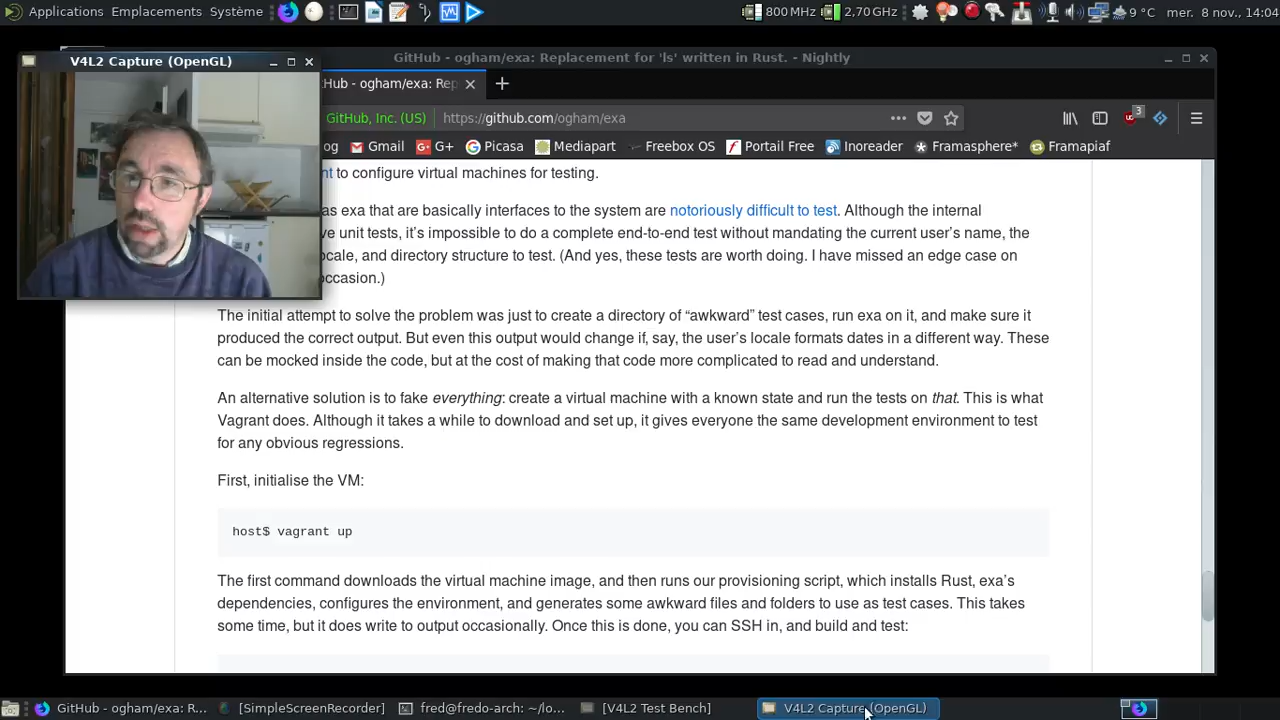 Applications Emplacements Système 800 MHz 2,70 GHz 9 °C mer. 8 nov., 14:04
GitHub - ogham/exa: Replacement for 'ls' written in Rust. - Nightly
V4L2 Capture (OpenGL)
Hub - ogham/exa: Rep
GitHub, Inc. (US) https://github.com/ogham/exa 3
og Gmail G+ Picasa Mediapart Freebox OS Portail Free Inoreader Framasphere* Framapiaf
nt to configure virtual machines for testing.
as exa that are basically interfaces to the system are notoriously difficult to test. Although the internal
ve unit tests, it’s impossible to do a complete end-to-end test without mandating the current user’s name, the
ocale, and directory structure to test. (And yes, these tests are worth doing. I have missed an edge case on
occasion.)
The initial attempt to solve the problem was just to create a directory of “awkward” test cases, run exa on it, and make sure it
produced the correct output. But even this output would change if, say, the user’s locale formats dates in a different way. These
can be mocked inside the code, but at the cost of making that code more complicated to read and understand.
An alternative solution is to fake everything: create a virtual machine with a known state and run the tests on that. This is what
Vagrant does. Although it takes a while to download and set up, it gives everyone the same development environment to test
for any obvious regressions.
First, initialise the VM:
host$ vagrant up
The first command downloads the virtual machine image, and then runs our provisioning script, which installs Rust, exa’s
dependencies, configures the environment, and generates some awkward files and folders to use as test cases. This takes
some time, but it does write to output occasionally. Once this is done, you can SSH in, and build and test:
GitHub - ogham/exa: R... [SimpleScreenRecorder] fred@fredo-arch: ~/lo... [V4L2 Test Bench] V4L2 Capture (OpenGL)